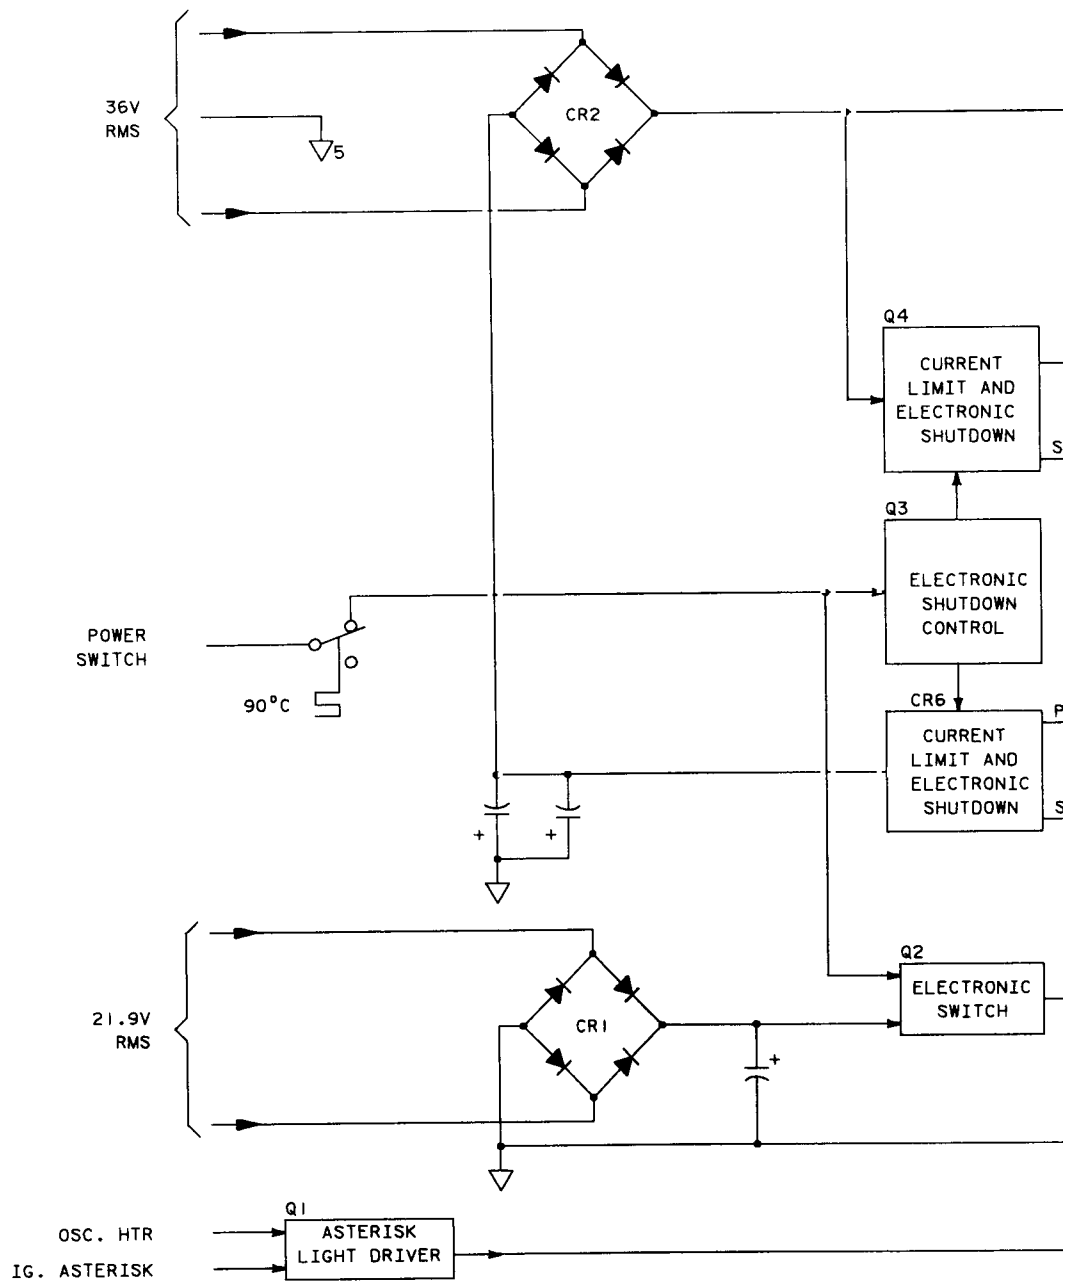 36V
RMS
5
CR2
Q4
CURRENT
LIMIT AND
ELECTRONIC
SHUTDOWN
S
Q3
ELECTRONIC
SHUTDOWN
CONTROL
POWER
SWITCH
90°C
CR6
P
CURRENT
LIMIT AND
ELECTRONIC
SHUTDOWN
S
+
+
Q2
ELECTRONIC
SWITCH
21.9V
RMS
CR1
+
Q1
OSC. HTR
ASTERISK
LIGHT DRIVER
IG. ASTERISK